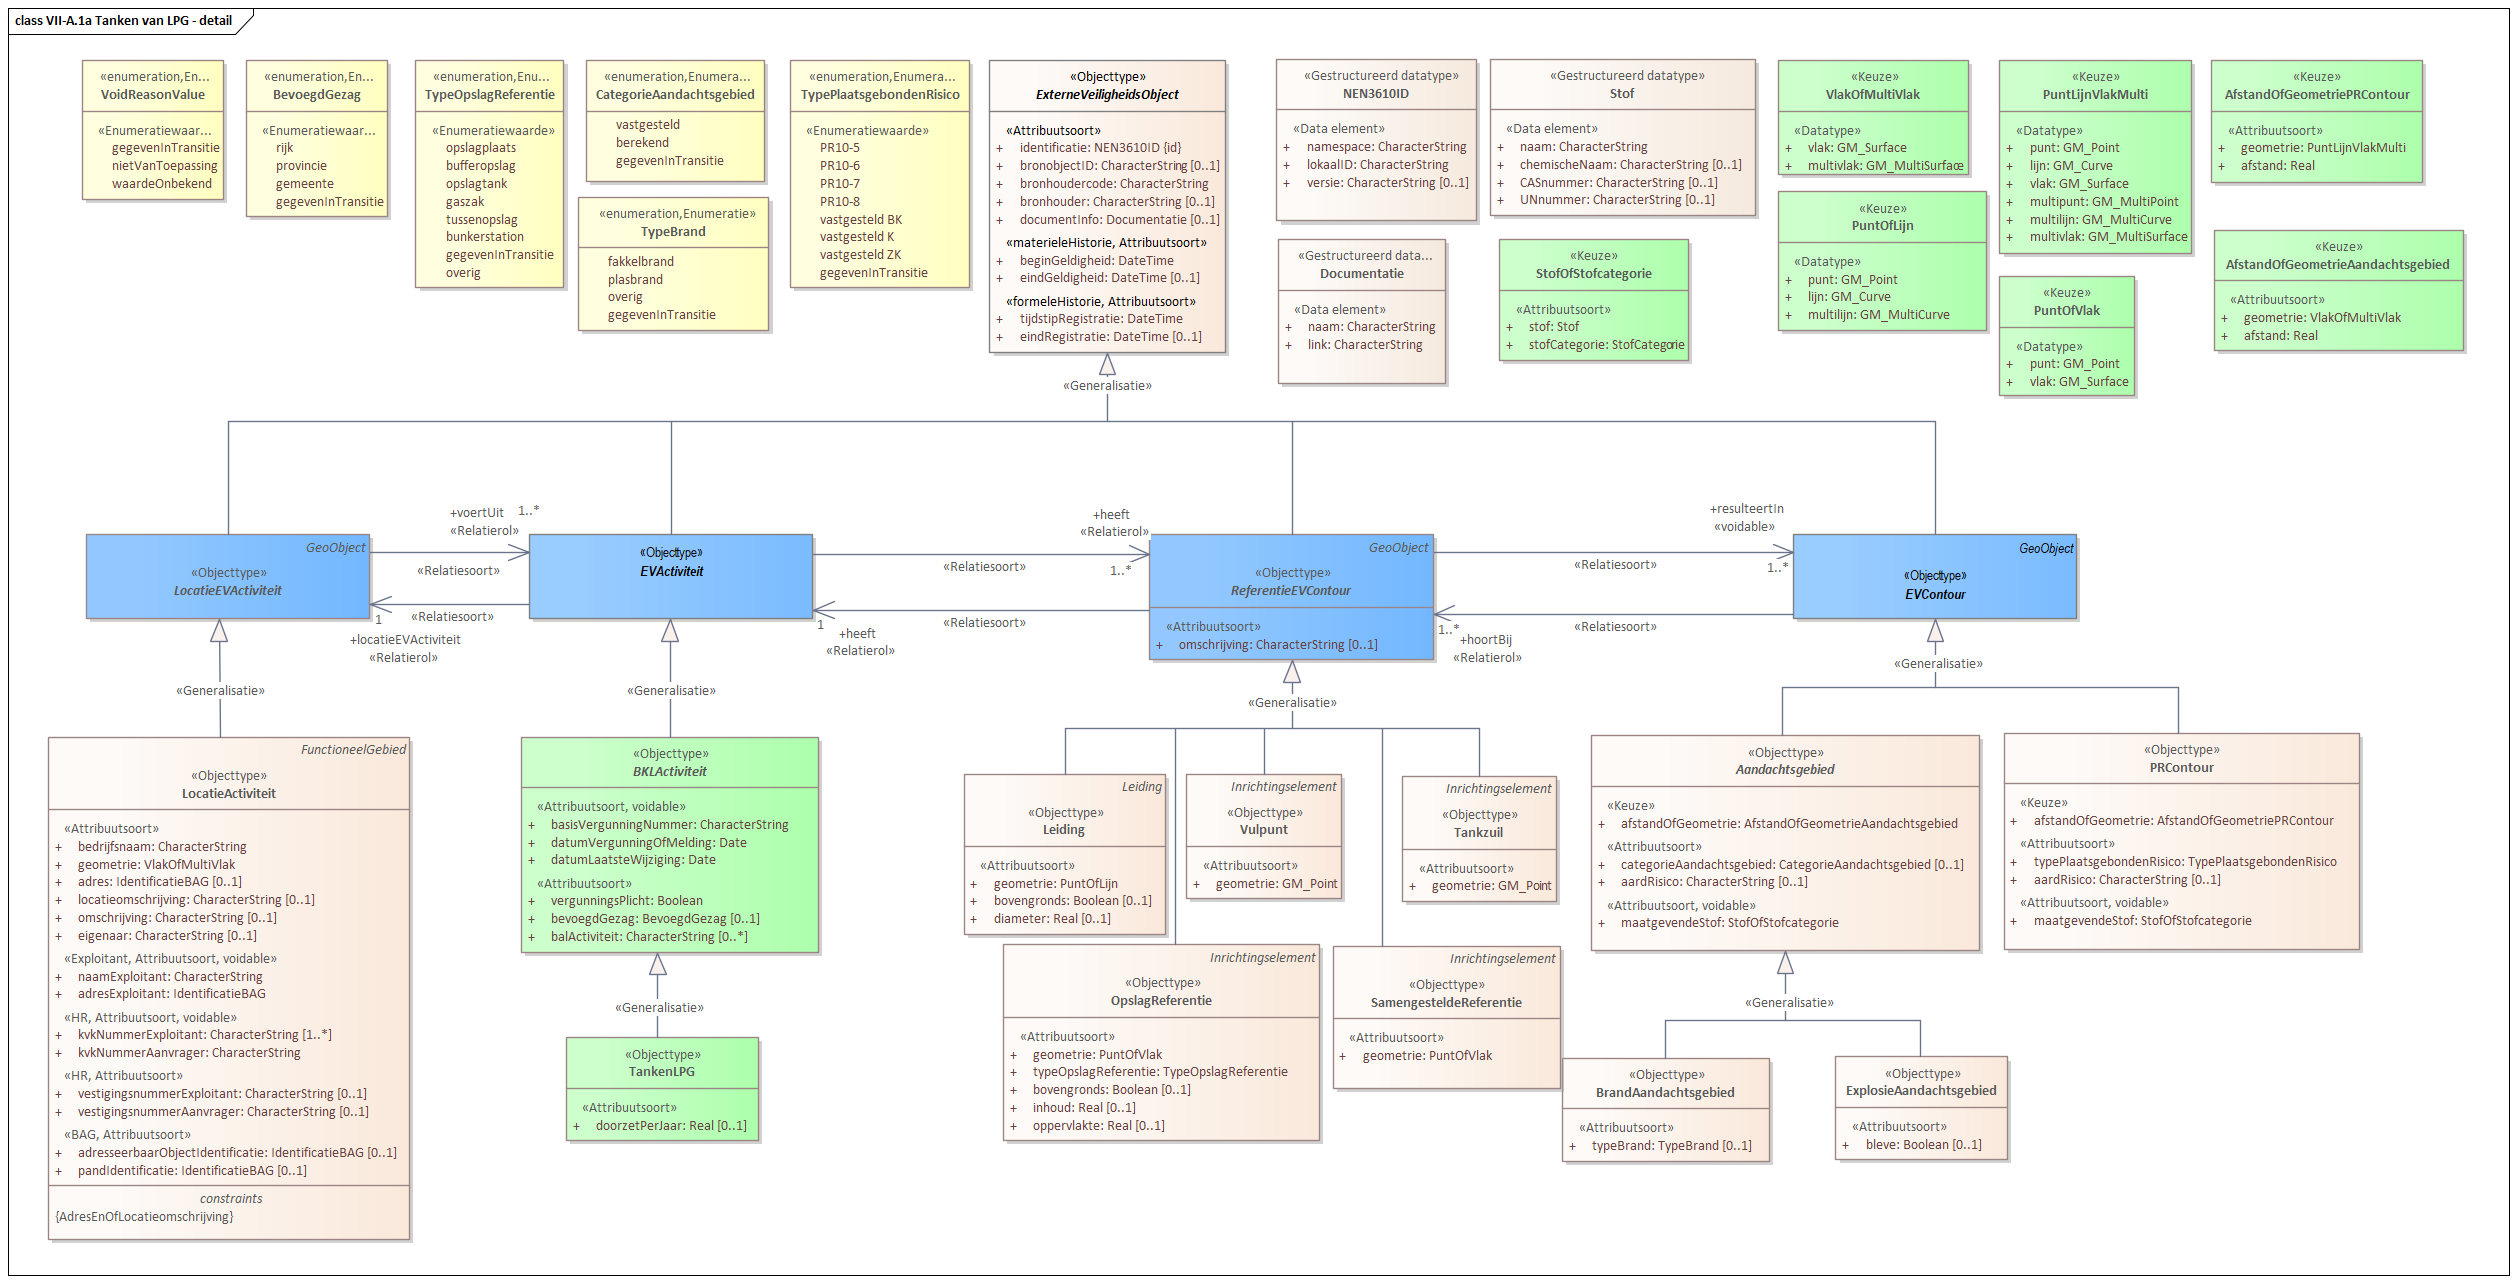 class VII-A.1a Tanken van LPG - detail
«enumeration,En...
VoidReasonValue
«Enumeratiewaar...
gegevenInTransitie
nietVanToepassing
waardeOnbekend
«enumeration,En...
BevoegdGezag
«Enumeratiewaar...
rijk
provincie
gemeente
gegevenInTransitie
«enumeration,Enu...
TypeOpslagReferentie
«Enumeratiewaarde»
opslagplaats
bufferopslag
opslagtank
gaszak
tussenopslag
bunkerstation
gegevenInTransitie
overig
«enumeration,Enumera...
CategorieAandachtsgebied
vastgesteld
berekend
gegevenInTransitie
«enumeration,Enumeratie»
TypeBrand
fakkelbrand
plasbrand
overig
gegevenInTransitie
«enumeration,Enumera...
TypePlaatsgebondenRisico
«Enumeratiewaarde»
PR10-5
PR10-6
PR10-7
PR10-8
vastgesteld BK
vastgesteld K
vastgesteld ZK
gegevenInTransitie
«Objecttype»
ExterneVeiligheidsObject
«Attribuutsoort»
+ identificatie: NEN3610ID {id}
+ bronobjectID: CharacterString [0..1]
+ bronhoudercode: CharacterString
+ bronhouder: CharacterString [0..1]
+ documentInfo: Documentatie [0..1]
«materieleHistorie, Attribuutsoort»
+ beginGeldigheid: DateTime
+ eindGeldigheid: DateTime [0..1]
«formeleHistorie, Attribuutsoort»
+ tijdstipRegistratie: DateTime
+ eindRegistratie: DateTime [0..1]
«Gestructureerd datatype»
NEN3610ID
«Data element»
+ namespace: CharacterString
+ lokaalID: CharacterString
+ versie: CharacterString [0..1]
«Gestructureerd data...
Documentatie
«Data element»
+ naam: CharacterString
+ link: CharacterString
«Gestructureerd datatype»
Stof
«Data element»
+ naam: CharacterString
+ chemischeNaam: CharacterString [0..1]
+ CASnummer: CharacterString [0..1]
+ UNnummer: CharacterString [0..1]
«Keuze»
StofOfStofcategorie
«Attribuutsoort»
+ stof: Stof
+ stofCategorie: StofCategorie
«Keuze»
VlakOfMultiVlak
«Datatype»
+ vlak: GM_Surface
+ multivlak: GM_MultiSurface
«Keuze»
PuntOfLijn
«Datatype»
+ punt: GM_Point
+ lijn: GM_Curve
+ multilijn: GM_MultiCurve
«Keuze»
PuntLijnVlakMulti
«Datatype»
+ punt: GM_Point
+ lijn: GM_Curve
+ vlak: GM_Surface
+ multipunt: GM_MultiPoint
+ multilijn: GM_MultiCurve
+ multivlak: GM_MultiSurface
«Keuze»
PuntOfVlak
«Datatype»
+ punt: GM_Point
+ vlak: GM_Surface
«Keuze»
AfstandOfGeometriePRContour
«Attribuutsoort»
+ geometrie: PuntLijnVlakMulti
+ afstand: Real
«Keuze»
AfstandOfGeometrieAandachtsgebied
«Attribuutsoort»
+ geometrie: VlakOfMultiVlak
+ afstand: Real
«Generalisatie»
GeoObject
«Objecttype»
LocatieEVActiviteit
+voertUit 1..*
«Relatierol»
«Relatiesoort»
«Relatiesoort»
1
+locatieEVActiviteit
«Relatierol»
«Objecttype»
EVActiviteit
+heeft
«Relatierol»
«Relatiesoort»
1..*
«Relatiesoort»
1
+heeft
«Relatierol»
GeoObject
«Objecttype»
ReferentieEVContour
«Attribuutsoort»
+ omschrijving: CharacterString [0..1]
+resulteertIn
«voidable»
«Relatiesoort»
1..*
«Relatiesoort»
1..*
+hoortBij
«Relatierol»
GeoObject
«Objecttype»
EVContour
«Generalisatie»
«Generalisatie»
«Generalisatie»
«Generalisatie»
FunctioneelGebied
«Objecttype»
LocatieActiviteit
«Attribuutsoort»
+ bedrijfsnaam: CharacterString
+ geometrie: VlakOfMultiVlak
+ adres: IdentificatieBAG [0..1]
+ locatieomschrijving: CharacterString [0..1]
+ omschrijving: CharacterString [0..1]
+ eigenaar: CharacterString [0..1]
«Exploitant, Attribuutsoort, voidable»
+ naamExploitant: CharacterString
+ adresExploitant: IdentificatieBAG
«HR, Attribuutsoort, voidable»
+ kvkNummerExploitant: CharacterString [1..*]
+ kvkNummerAanvrager: CharacterString
«HR, Attribuutsoort»
+ vestigingsnummerExploitant: CharacterString [0..1]
+ vestigingsnummerAanvrager: CharacterString [0..1]
«BAG, Attribuutsoort»
+ adresseerbaarObjectIdentificatie: IdentificatieBAG [0..1]
+ pandIdentificatie: IdentificatieBAG [0..1]
constraints
{AdresEnOfLocatieomschrijving}
«Objecttype»
BKLActiviteit
«Attribuutsoort, voidable»
+ basisVergunningNummer: CharacterString
+ datumVergunningOfMelding: Date
+ datumLaatsteWijziging: Date
«Attribuutsoort»
+ vergunningsPlicht: Boolean
+ bevoegdGezag: BevoegdGezag [0..1]
+ balActiviteit: CharacterString [0..*]
«Generalisatie»
«Objecttype»
TankenLPG
«Attribuutsoort»
+ doorzetPerJaar: Real [0..1]
Leiding
«Objecttype»
Leiding
«Attribuutsoort»
+ geometrie: PuntOfLijn
+ bovengronds: Boolean [0..1]
+ diameter: Real [0..1]
Inrichtingselement
«Objecttype»
Vulpunt
«Attribuutsoort»
+ geometrie: GM_Point
Inrichtingselement
«Objecttype»
Tankzuil
«Attribuutsoort»
+ geometrie: GM_Point
Inrichtingselement
«Objecttype»
OpslagReferentie
«Attribuutsoort»
+ geometrie: PuntOfVlak
+ typeOpslagReferentie: TypeOpslagReferentie
+ bovengronds: Boolean [0..1]
+ inhoud: Real [0..1]
+ oppervlakte: Real [0..1]
Inrichtingselement
«Objecttype»
SamengesteldeReferentie
«Attribuutsoort»
+ geometrie: PuntOfVlak
«Objecttype»
Aandachtsgebied
«Keuze»
+ afstandOfGeometrie: AfstandOfGeometrieAandachtsgebied
«Attribuutsoort»
+ categorieAandachtsgebied: CategorieAandachtsgebied [0..1]
+ aardRisico: CharacterString [0..1]
«Attribuutsoort, voidable»
+ maatgevendeStof: StofOfStofcategorie
«Objecttype»
PRContour
«Keuze»
+ afstandOfGeometrie: AfstandOfGeometriePRContour
«Attribuutsoort»
+ typePlaatsgebondenRisico: TypePlaatsgebondenRisico
+ aardRisico: CharacterString [0..1]
«Attribuutsoort, voidable»
+ maatgevendeStof: StofOfStofcategorie
«Generalisatie»
«Objecttype»
BrandAandachtsgebied
«Attribuutsoort»
+ typeBrand: TypeBrand [0..1]
«Objecttype»
ExplosieAandachtsgebied
«Attribuutsoort»
+ bleve: Boolean [0..1]